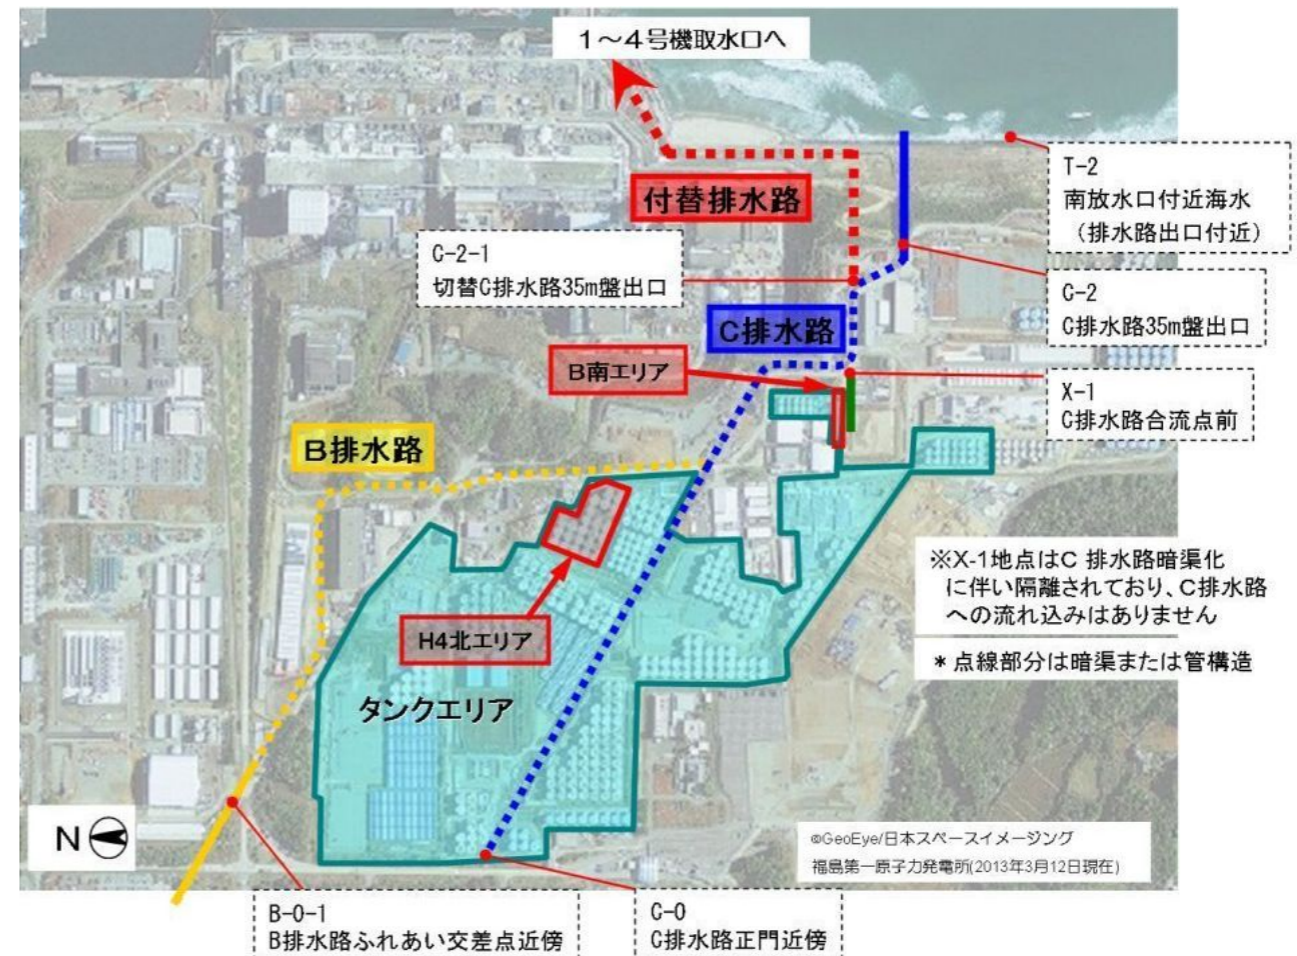 1～4号機取水口へ
付替排水路
T-2
南放水口付近海水
（排水路出口付近）
C-2-1
切替C排水路35m盤出口
C-2
C排水路35m盤出口
C排水路
B南エリア
X-1
C排水路合流点前
B排水路
※X-1地点はC 排水路暗渠化
に伴い隔離されており、C排水路
への流れ込みはありません
H4北エリア
＊点線部分は暗渠または管構造
タンクエリア
N
©GeoEye/日本スペースイメージング
福島第一原子力発電所(2013年3月12日現在)
B-0-1
B排水路ふれあい交差点近傍
C-0
C排水路正門近傍